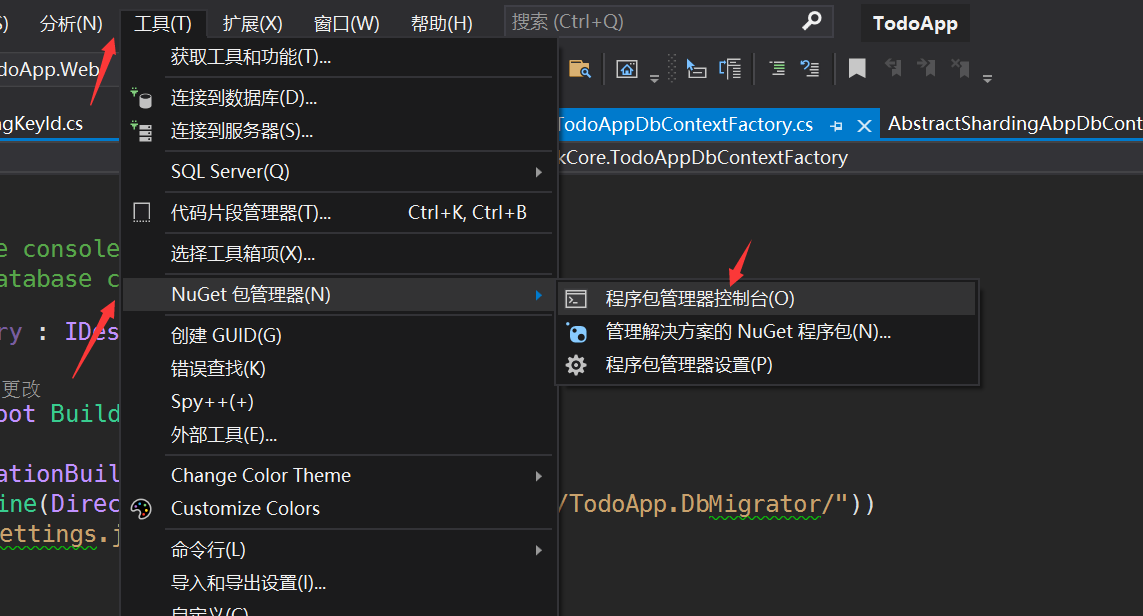 分析(N) 工具(T) 扩展(X) 窗口(W) 帮助(H) 搜索 (Ctrl+Q) TodoApp
doApp.Web
gKeyId.cs TodoAppDbContextFactory.cs AbstractShardingAbpDbCont
kCore.TodoAppDbContextFactory
获取工具和功能(T)...
连接到数据库(D)...
连接到服务器(S)...
SQL Server(Q)
代码片段管理器(T)... Ctrl+K, Ctrl+B
选择工具箱项(X)...
NuGet 包管理器(N)
创建 GUID(G)
错误查找(K)
Spy++(+)
外部工具(E)...
Change Color Theme
Customize Colors
命令行(L)
导入和导出设置(I)...
自定义(C)
程序包管理器控制台(O)
管理解决方案的 NuGet 程序包(N)...
程序包管理器设置(P)
e console
atabase c
ry : IDes
更改
oot Build
ationBuil
ine(Direc /TodoApp.DbMigrator/"))
ettings.j